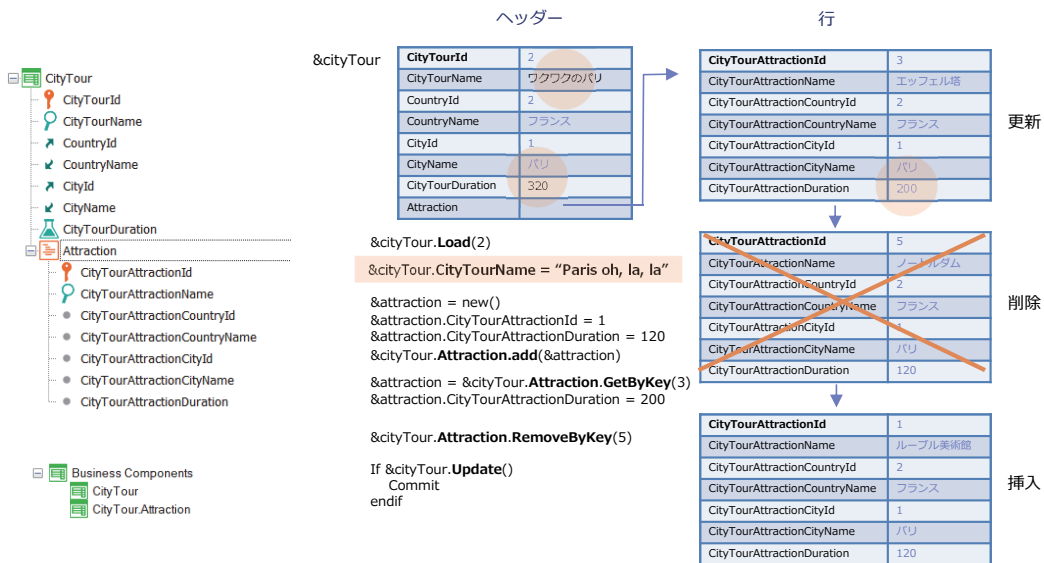 ヘッダー
行
CityTour
CityTourId
CityTourName
CountryId
CountryName
CityId
CityName
CityTourDuration
Attraction
CityTourAttractionId
CityTourAttractionName
CityTourAttractionCountryId
CityTourAttractionCountryName
CityTourAttractionCityId
CityTourAttractionCityName
CityTourAttractionDuration
Business Components
CityTour
CityTour.Attraction
&cityTour
CityTourId 2
CityTourName ワクワクのパリ
CountryId 2
CountryName フランス
CityId 1
CityName パリ
CityTourDuration 320
Attraction
&cityTour.Load(2)
&cityTour.CityTourName = “Paris oh, la, la”
&attraction = new()
&attraction.CityTourAttractionId = 1
&attraction.CityTourAttractionDuration = 120
&cityTour.Attraction.add(&attraction)
&attraction = &cityTour.Attraction.GetByKey(3)
&attraction.CityTourAttractionDuration = 200
&cityTour.Attraction.RemoveByKey(5)
If &cityTour.Update()
Commit
endif
CityTourAttractionId 3
CityTourAttractionName エッフェル塔
CityTourAttractionCountryId 2
CityTourAttractionCountryName フランス
CityTourAttractionCityId 1
CityTourAttractionCityName パリ
CityTourAttractionDuration 200
更新
CityTourAttractionId 5
CityTourAttractionName ノートルダム
CityTourAttractionCountryId 2
CityTourAttractionCountryName フランス
CityTourAttractionCityId 1
CityTourAttractionCityName パリ
CityTourAttractionDuration 120
削除
CityTourAttractionId 1
CityTourAttractionName ルーブル美術館
CityTourAttractionCountryId 2
CityTourAttractionCountryName フランス
CityTourAttractionCityId 1
CityTourAttractionCityName パリ
CityTourAttractionDuration 120
挿入